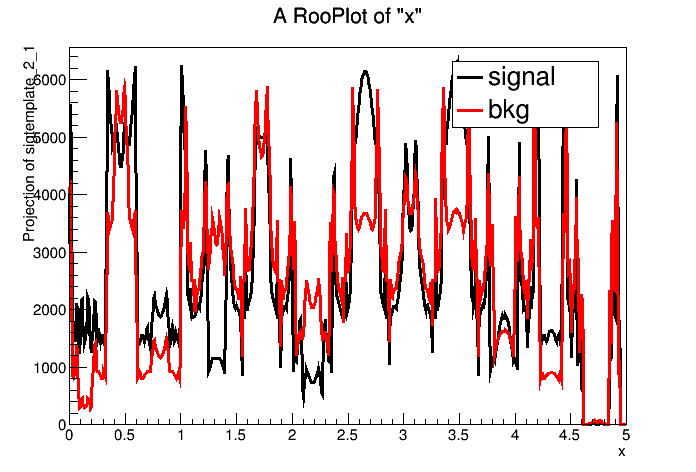 A RooPlot of "x"
Projection of sigtemplate_2_1
signal
bkg
6000
5000
4000
3000
2000
1000
0
0 0.5 1 1.5 2 2.5 3 3.5 4 4.5 5
x